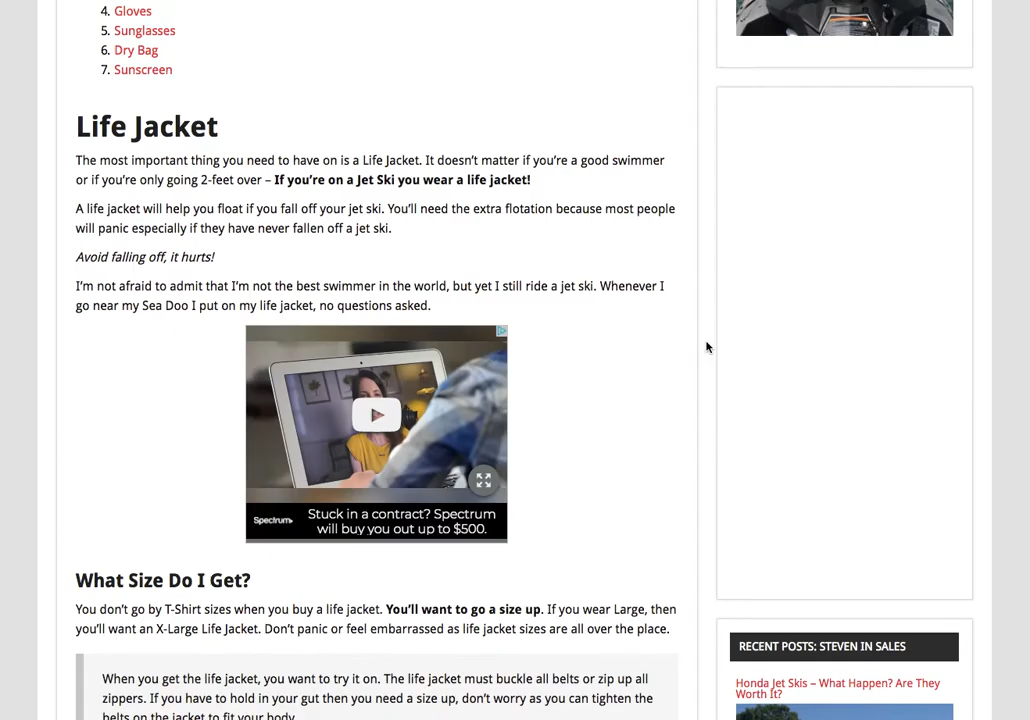 4. Gloves
5. Sunglasses
6. Dry Bag
7. Sunscreen
Life Jacket
The most important thing you need to have on is a Life Jacket. It doesn’t matter if you’re a good swimmer
or if you’re only going 2-feet over – If you’re on a Jet Ski you wear a life jacket!
A life jacket will help you float if you fall off your jet ski. You’ll need the extra flotation because most people
will panic especially if they have never fallen off a jet ski.
Avoid falling off, it hurts!
I’m not afraid to admit that I’m not the best swimmer in the world, but yet I still ride a jet ski. Whenever I
go near my Sea Doo I put on my life jacket, no questions asked.
Spectrum
Stuck in a contract? Spectrum
will buy you out up to $500.
What Size Do I Get?
You don’t go by T-Shirt sizes when you buy a life jacket. You’ll want to go a size up. If you wear Large, then
you’ll want an X-Large Life Jacket. Don’t panic or feel embarrassed as life jacket sizes are all over the place.
When you get the life jacket, you want to try it on. The life jacket must buckle all belts or zip up all
zippers. If you have to hold in your gut then you need a size up, don’t worry as you can tighten the
belts on the jacket to fit your body.
RECENT POSTS: STEVEN IN SALES
Honda Jet Skis – What Happen? Are They
Worth It?